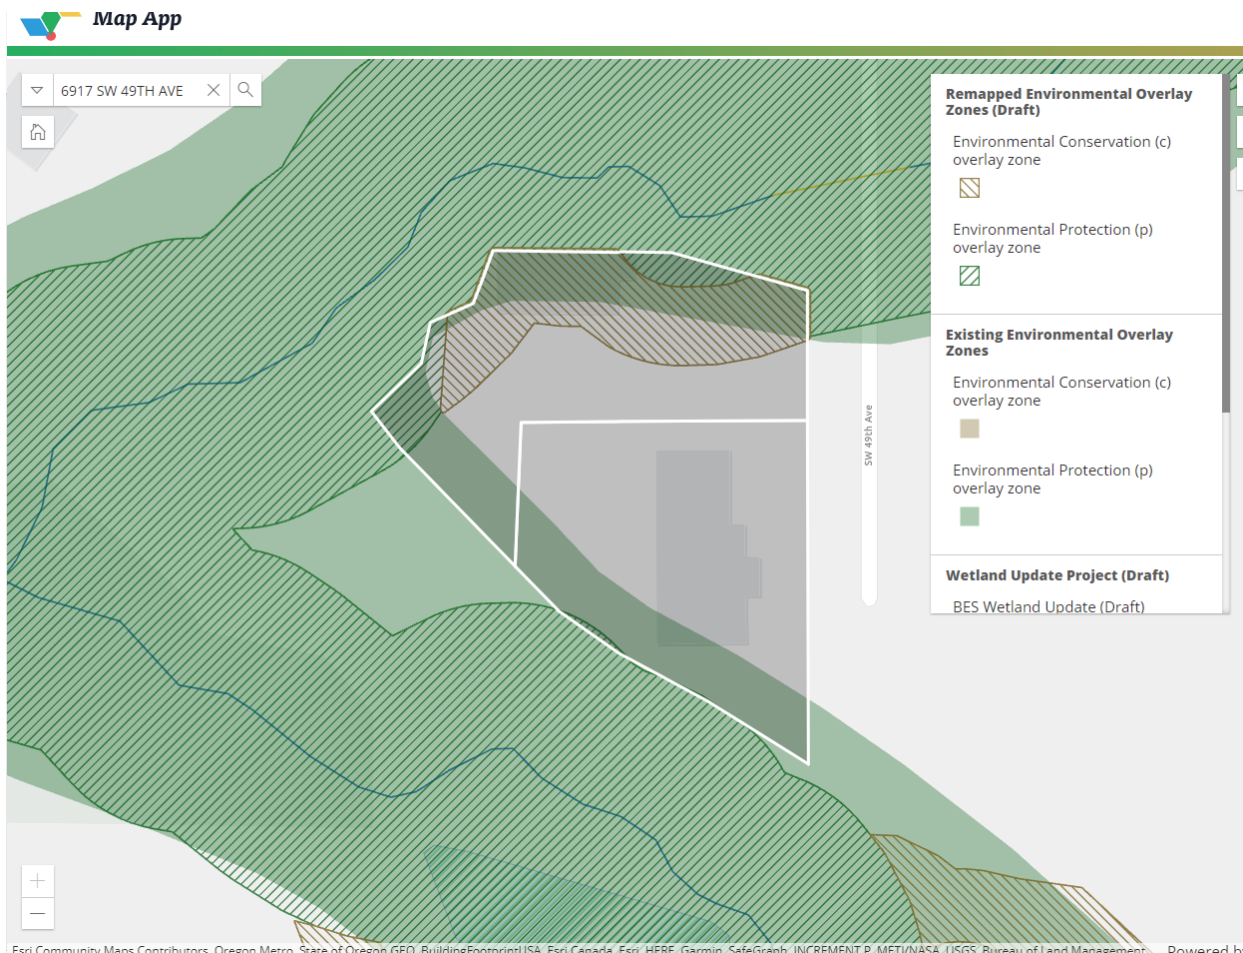 Map App
6917 SW 49TH AVE
Remapped Environmental Overlay
Zones (Draft)
Environmental Conservation (c)
overlay zone
Environmental Protection (p)
overlay zone
Existing Environmental Overlay
Zones
Environmental Conservation (c)
overlay zone
Environmental Protection (p)
overlay zone
Wetland Update Project (Draft)
BES Wetland Update (Draft)
SW 49th Ave
Esri Community Maps Contributors, Oregon Metro, State of Oregon GEO, BuildingFootprintUSA, Esri Canada, Esri, HERE, Garmin, SafeGraph, INCREMENT P, METI/NASA, USGS, Bureau of Land Management
Powered by